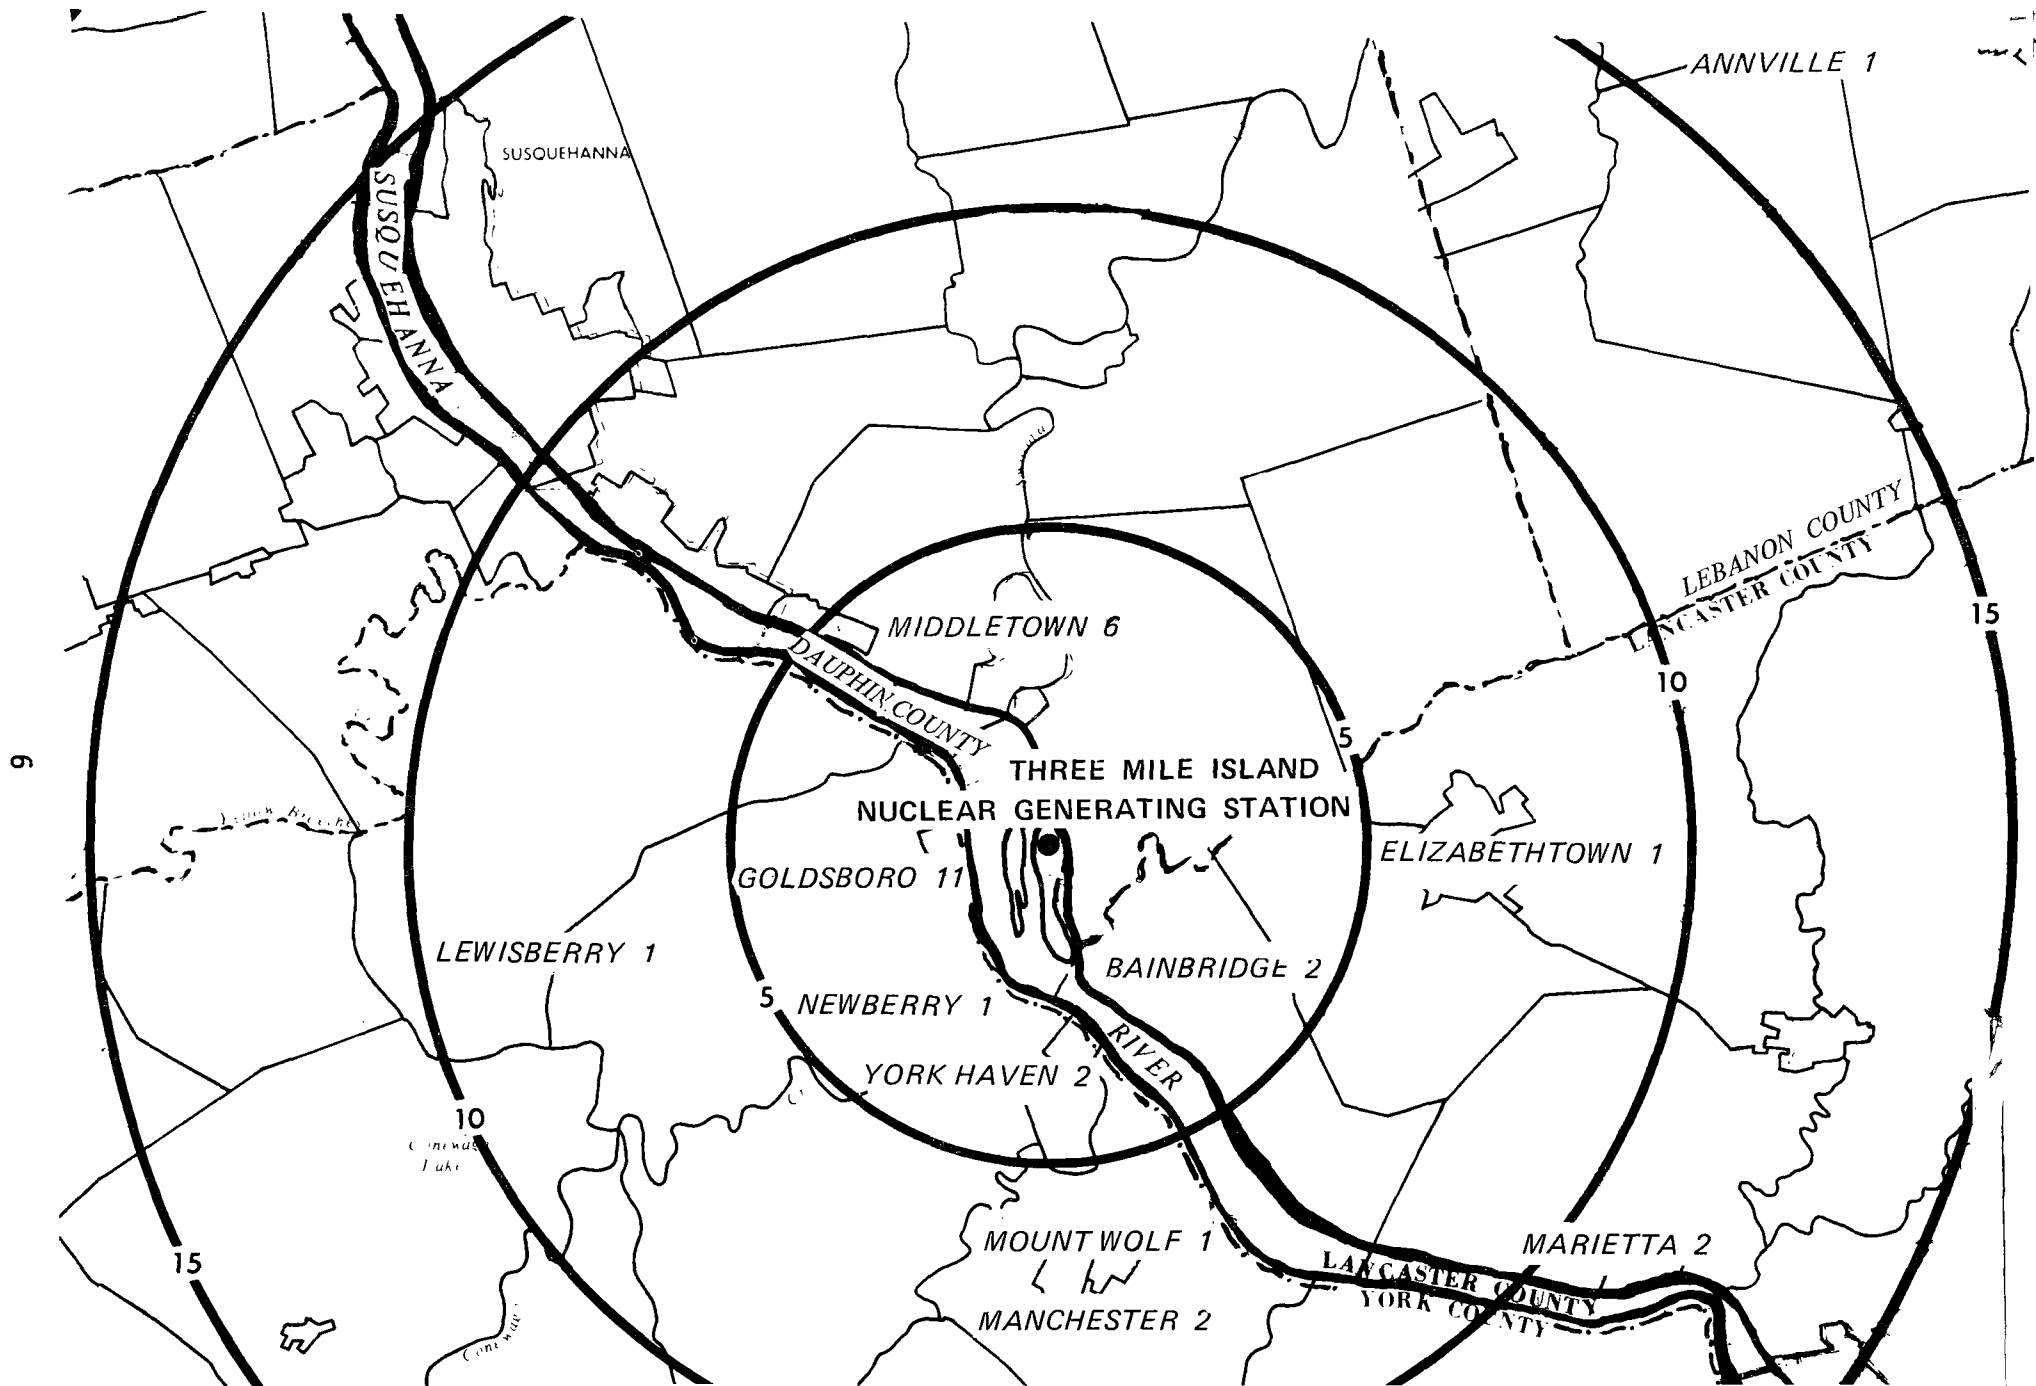 ANNVILLE 1
SUSQUEHANNA
SUSQUEHANNA
LEBANON COUNTY
LANCASTER COUNTY
15
MIDDLETOWN 6
DAUPHIN COUNTY
10
5
6
THREE MILE ISLAND
NUCLEAR GENERATING STATION
ELIZABETHTOWN 1
GOLDSBORO 11
LEWISBERRY 1
BAINBRIDGE 2
5
NEWBERRY 1
RIVER
YORK HAVEN 2
10
Lake
MOUNT WOLF 1
MARIETTA 2
15
LANCASTER COUNTY
YORK COUNTY
MANCHESTER 2